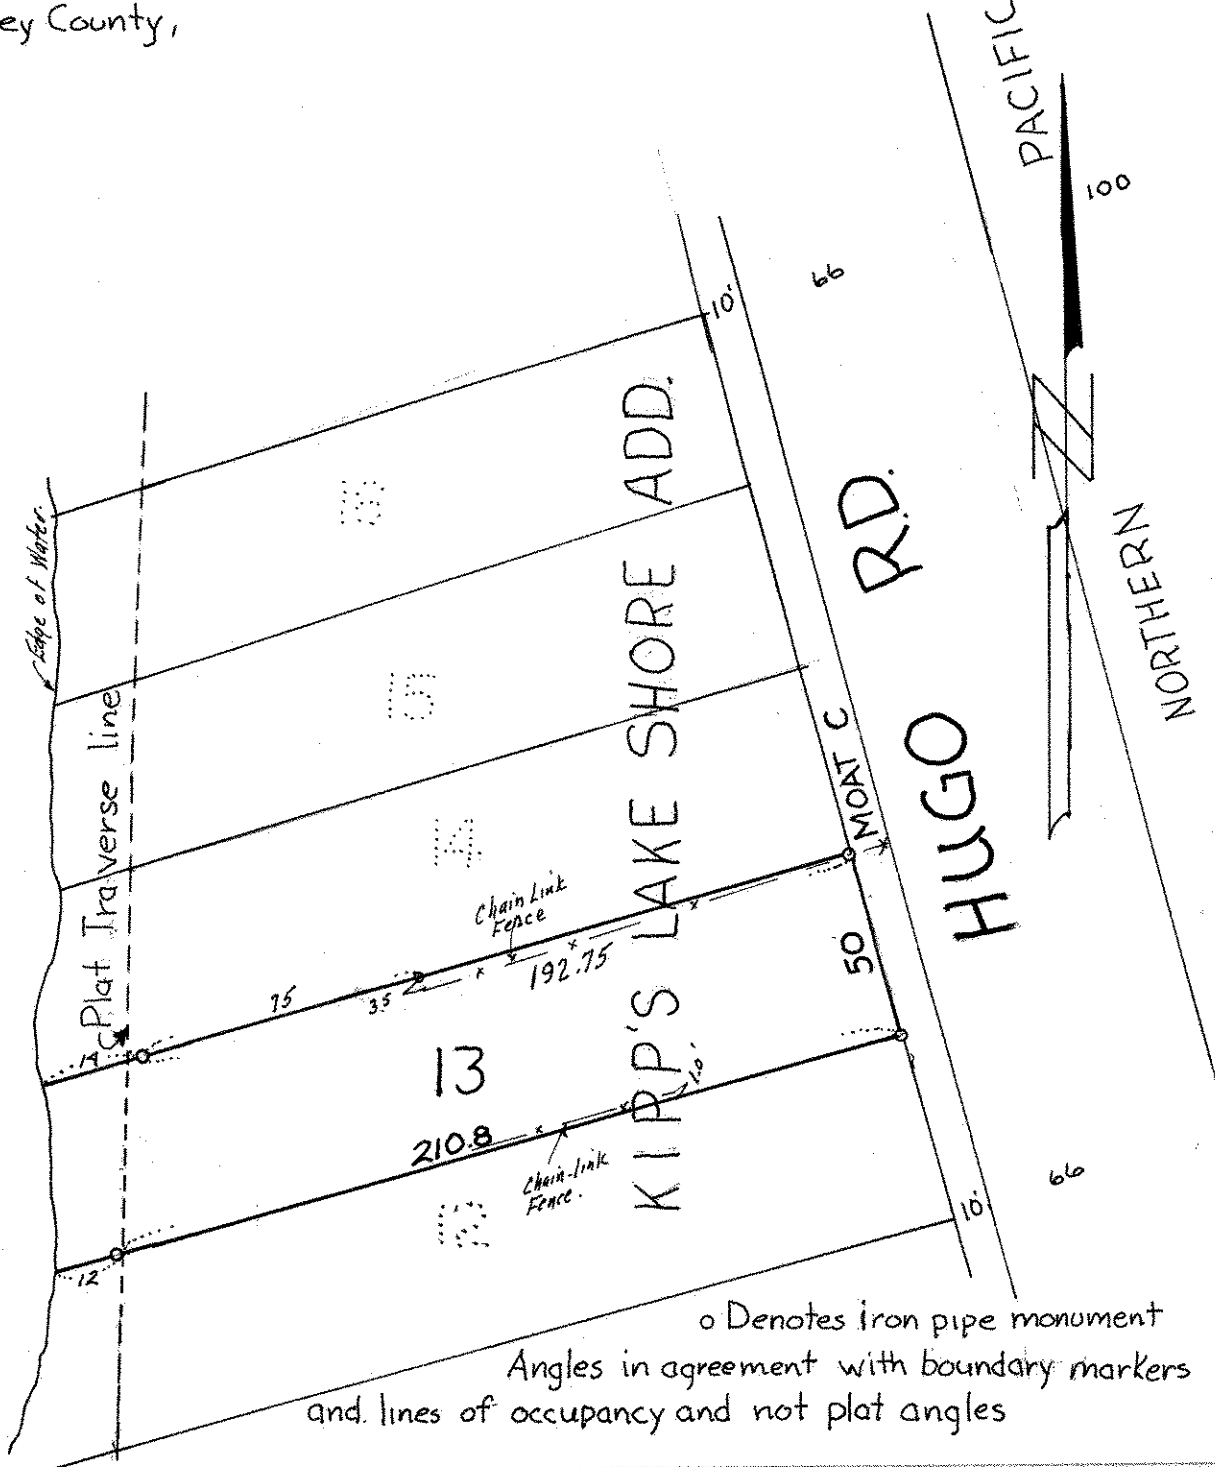 ey County,
PACIFIC
100
66
10'
16
KIPP'S LAKE SHORE ADD.
HUGO RD.
NORTHERN
Edge of Water.
15
Plat Traverse line
MOAT C
14
Chain Link
Fence
192.75
75
3.5
14
50
13
1.0'
210.8
Chain-link
Fence.
12
12
10'
66
o Denotes iron pipe monument
Angles in agreement with boundary markers
and lines of occupancy and not plat angles